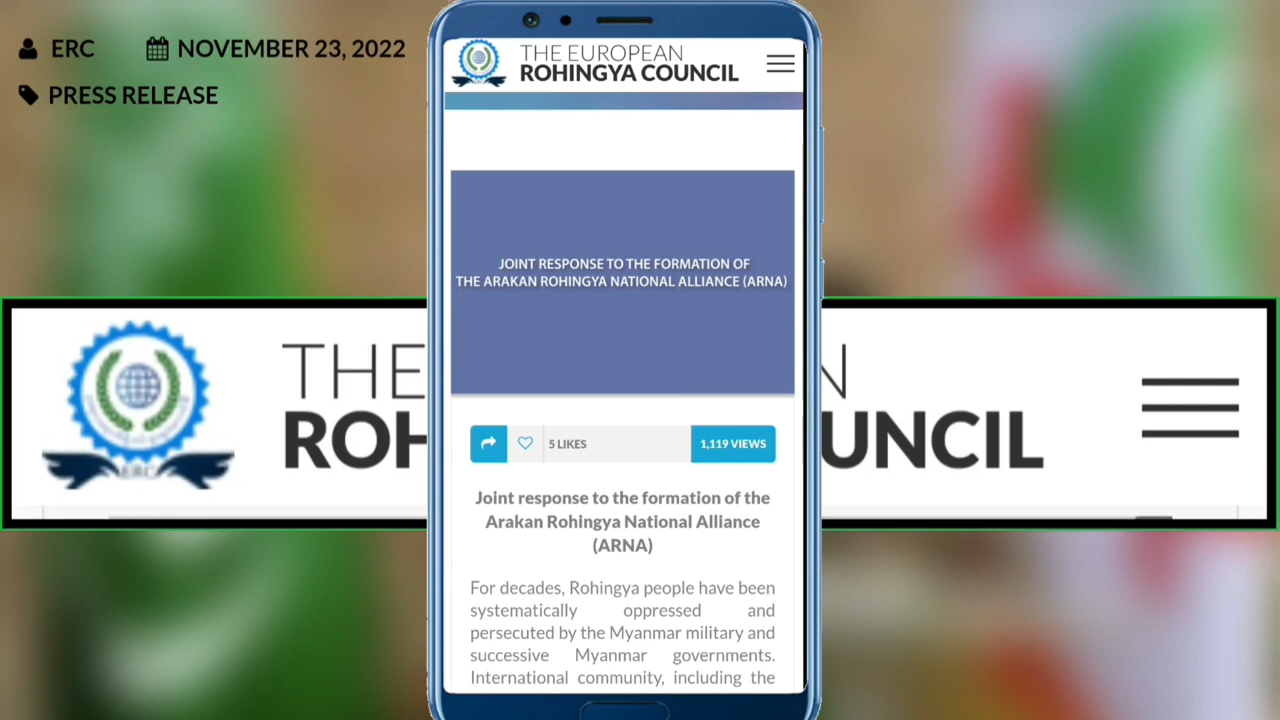 ERC
NOVEMBER 23, 2022
PRESS RELEASE
THE EUROPEAN
ROHINGYA COUNCIL
JOINT RESPONSE TO THE FORMATION OF
THE ARAKAN ROHINGYA NATIONAL ALLIANCE (ARNA)
5 LIKES
1,119 VIEWS
Joint response to the formation of the
Arakan Rohingya National Alliance
(ARNA)
For decades, Rohingya people have been
systematically oppressed and
persecuted by the Myanmar military and
successive Myanmar governments.
International community, including the
THE
N
ROH
UNCIL
ERC